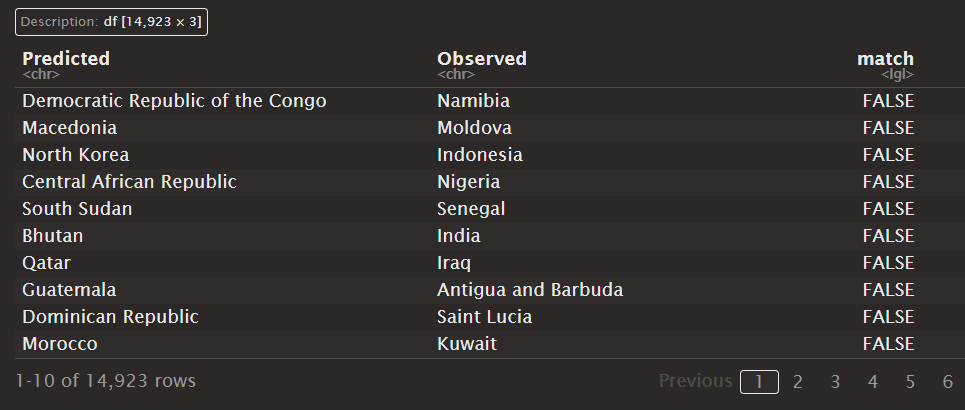 Description: df [14,923 × 3]
Predicted Observed match
<chr> <chr> <lgl>
Democratic Republic of the Congo Namibia FALSE
Macedonia Moldova FALSE
North Korea Indonesia FALSE
Central African Republic Nigeria FALSE
South Sudan Senegal FALSE
Bhutan India FALSE
Qatar Iraq FALSE
Guatemala Antigua and Barbuda FALSE
Dominican Republic Saint Lucia FALSE
Morocco Kuwait FALSE
1-10 of 14,923 rows Previous 1 2 3 4 5 6